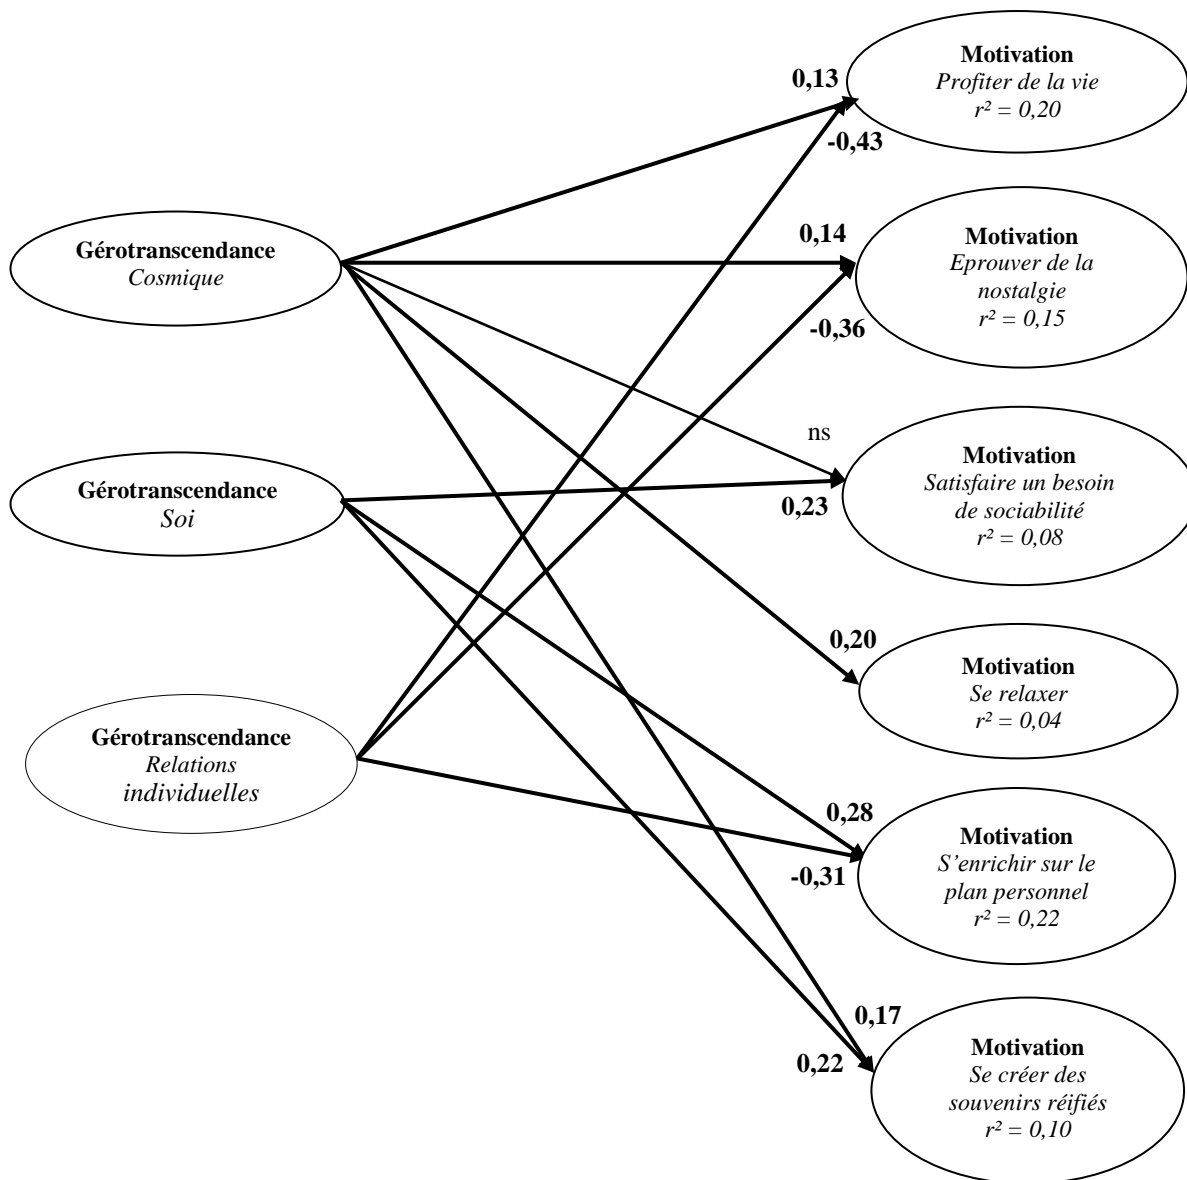 Gérotranscendance
Cosmique
Gérotranscendance
Soi
Gérotranscendance
Relations
individuelles
0,13
-0,43
Motivation
Profiter de la vie
r² = 0,20
0,14
-0,36
Motivation
Eprouver de la
nostalgie
r² = 0,15
ns
0,23
Motivation
Satisfaire un besoin
de sociabilité
r² = 0,08
0,20
Motivation
Se relaxer
r² = 0,04
0,28
-0,31
Motivation
S’enrichir sur le
plan personnel
r² = 0,22
0,17
0,22
Motivation
Se créer des
souvenirs réifiés
r² = 0,10